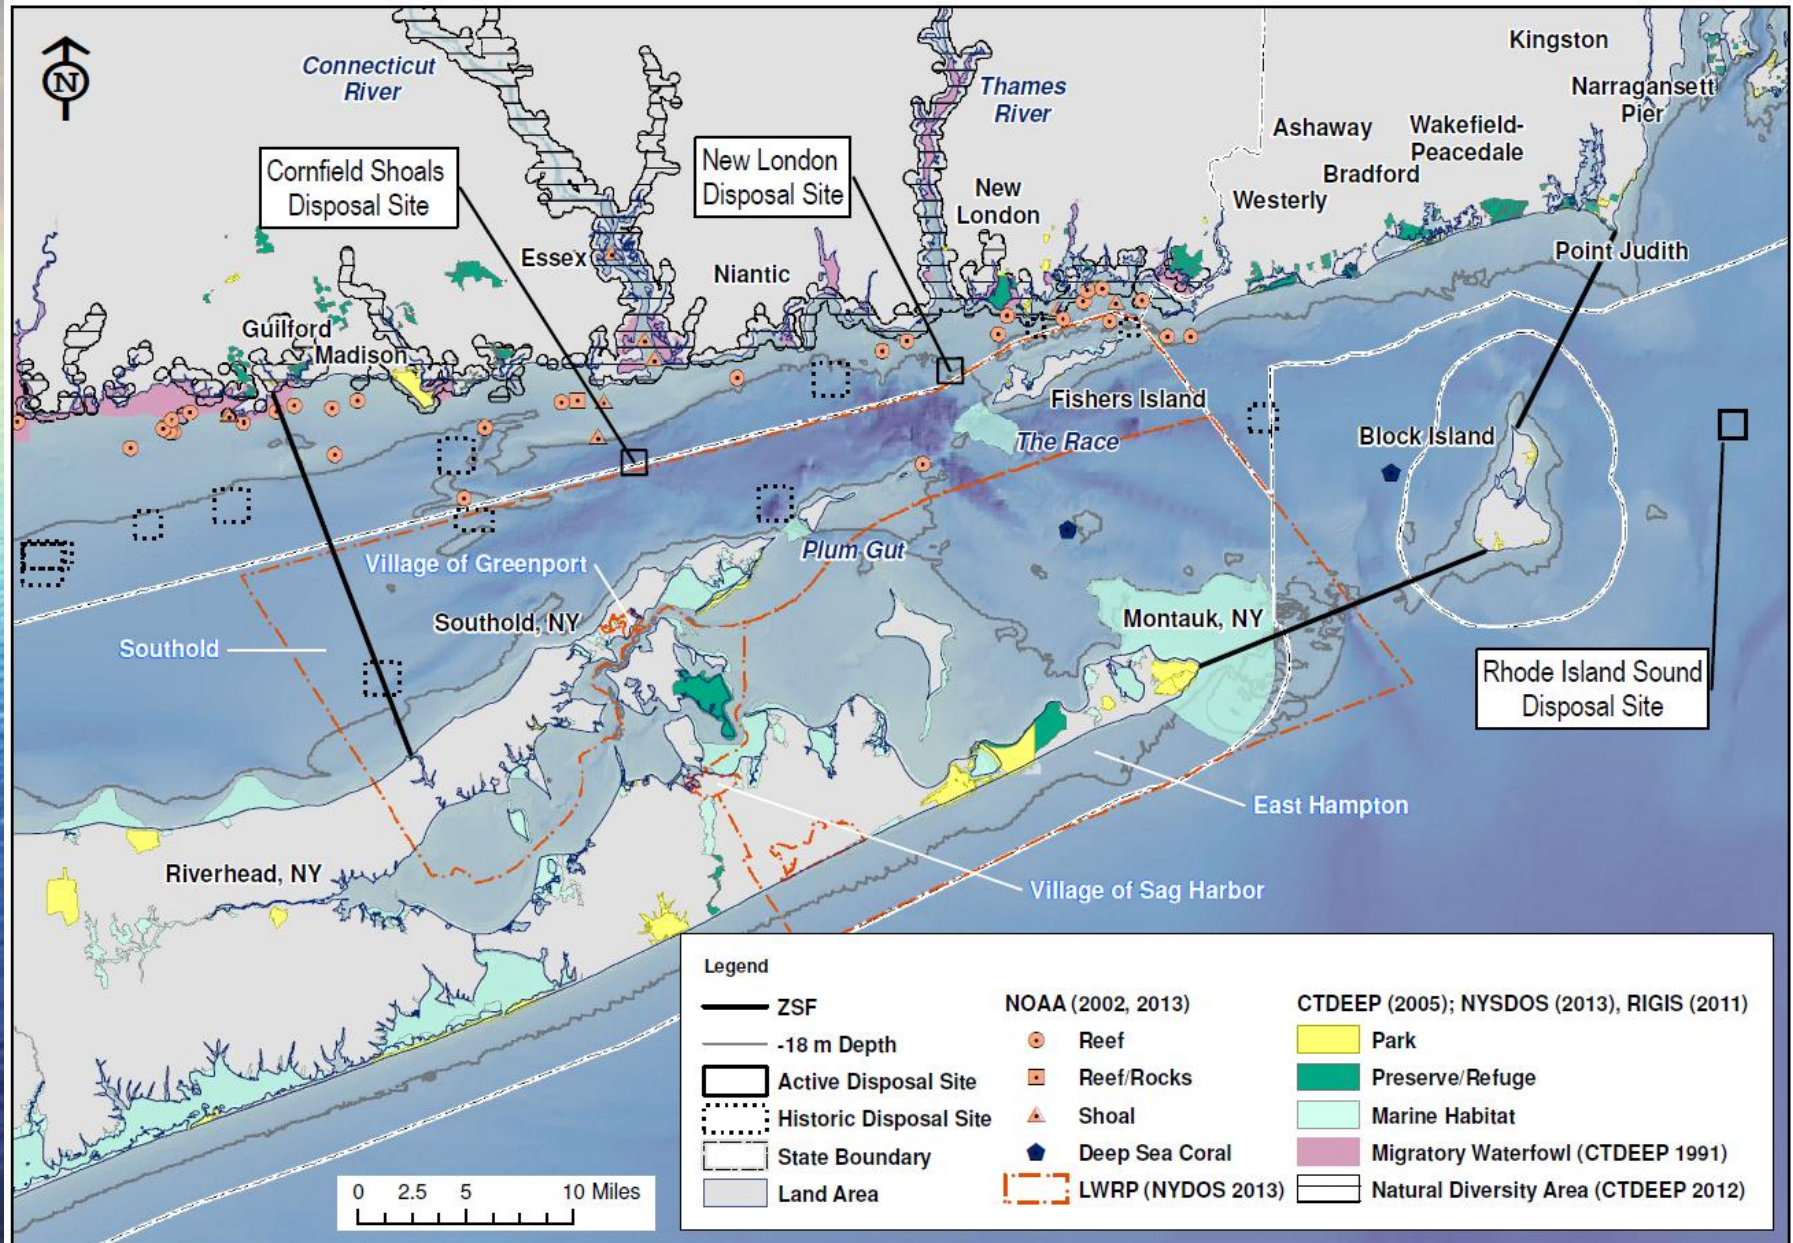 N
Connecticut
River
Thames
River
Kingston
Narragansett
Pier
Ashaway
Wakefield-
Peacedale
Bradford
Westerly
Cornfield Shoals
Disposal Site
New London
Disposal Site
New
London
Essex
Niantic
Point Judith
Guilford
Madison
Fishers Island
The Race
Block Island
Village of Greenport
Plum Gut
Southold, NY
Montauk, NY
Southold
Rhode Island Sound
Disposal Site
East Hampton
Riverhead, NY
Village of Sag Harbor
Legend
ZSF
-18 m Depth
Active Disposal Site
Historic Disposal Site
State Boundary
Land Area
NOAA (2002, 2013)
Reef
Reef/Rocks
Shoal
Deep Sea Coral
LWRP (NYDOS 2013)
CTDEEP (2005); NYSDOS (2013), RIGIS (2011)
Park
Preserve/Refuge
Marine Habitat
Migratory Waterfowl (CTDEEP 1991)
Natural Diversity Area (CTDEEP 2012)
0 2.5 5 10 Miles